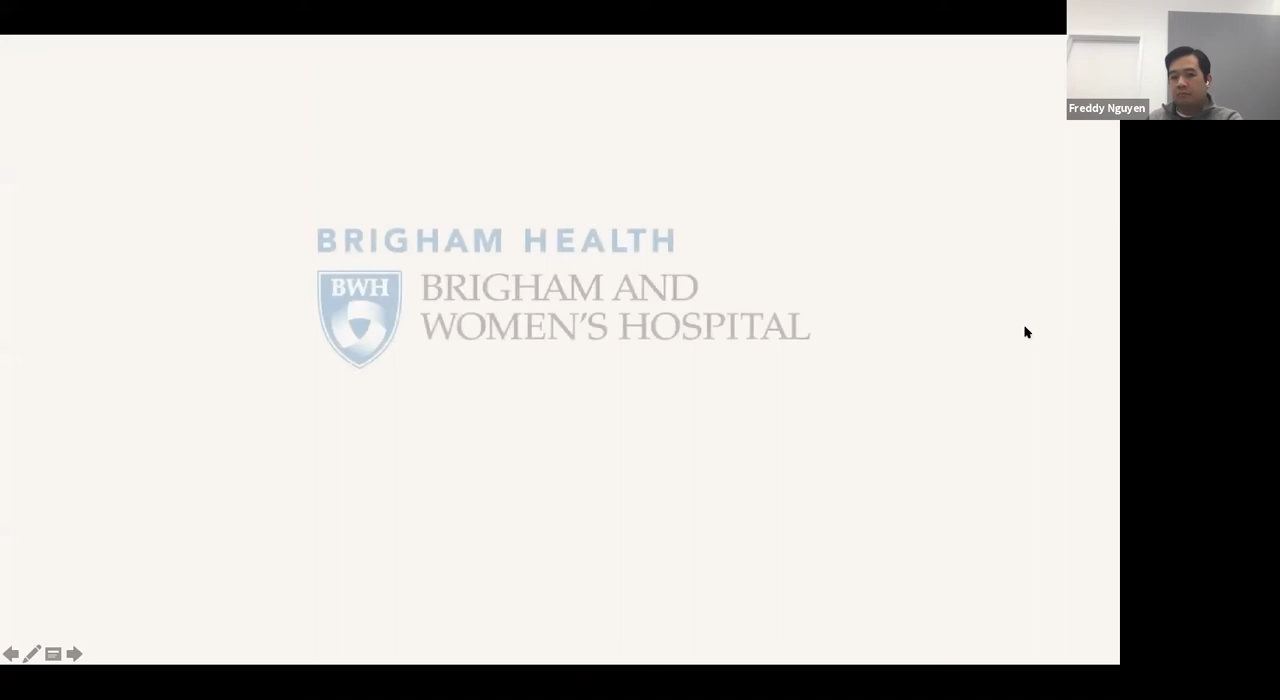 Freddy Nguyen
BRIGHAM HEALTH
BWH
BRIGHAM AND
WOMEN'S HOSPITAL